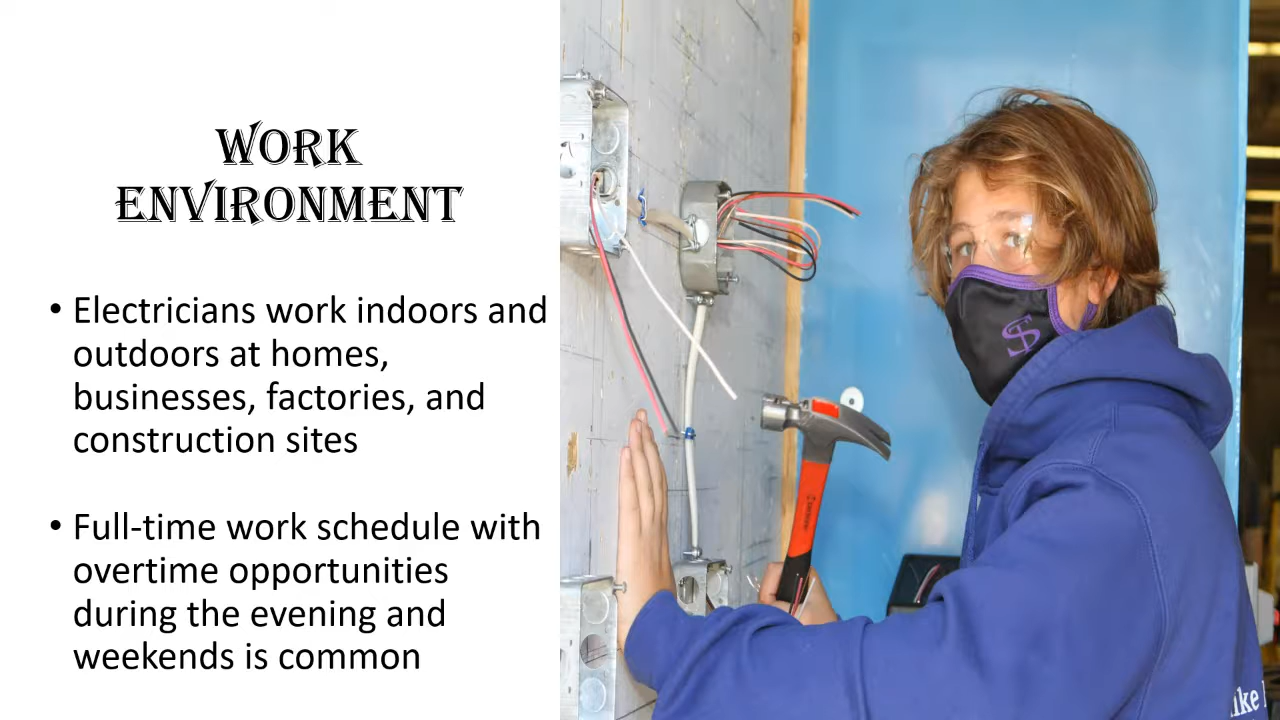 WORK
ENVIRONMENT
• Electricians work indoors and
outdoors at homes,
businesses, factories, and
construction sites
• Full-time work schedule with
overtime opportunities
during the evening and
weekends is common
ike